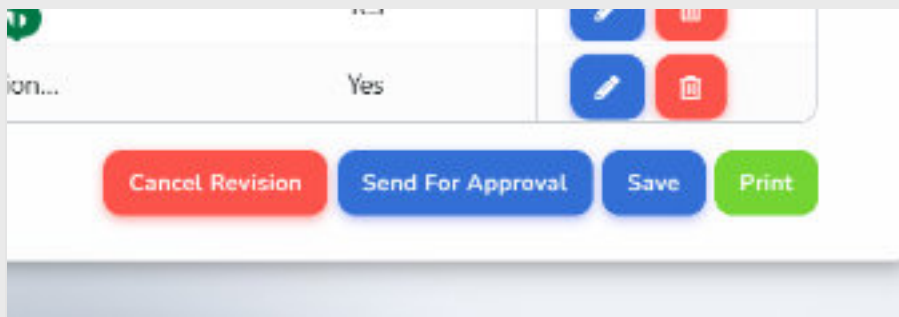 ion...   Yes
Cancel Revision   Send For Approval   Save   Print